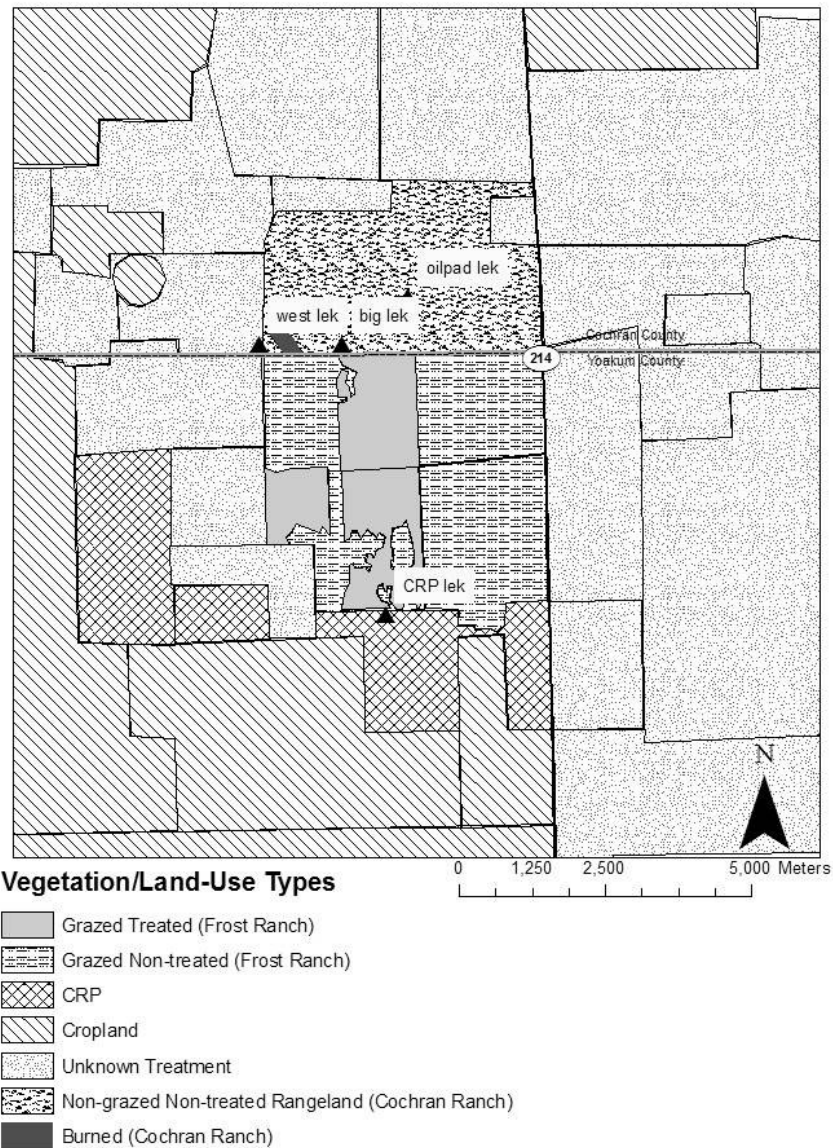 oilpad lek
west lek
big lek
Cochran County
214
Yoakum County
CRP lek
N
0 1,250 2,500 5,000 Meters
Vegetation/Land-Use Types
Grazed Treated (Frost Ranch)
Grazed Non-treated (Frost Ranch)
CRP
Cropland
Unknown Treatment
Non-grazed Non-treated Rangeland (Cochran Ranch)
Burned (Cochran Ranch)